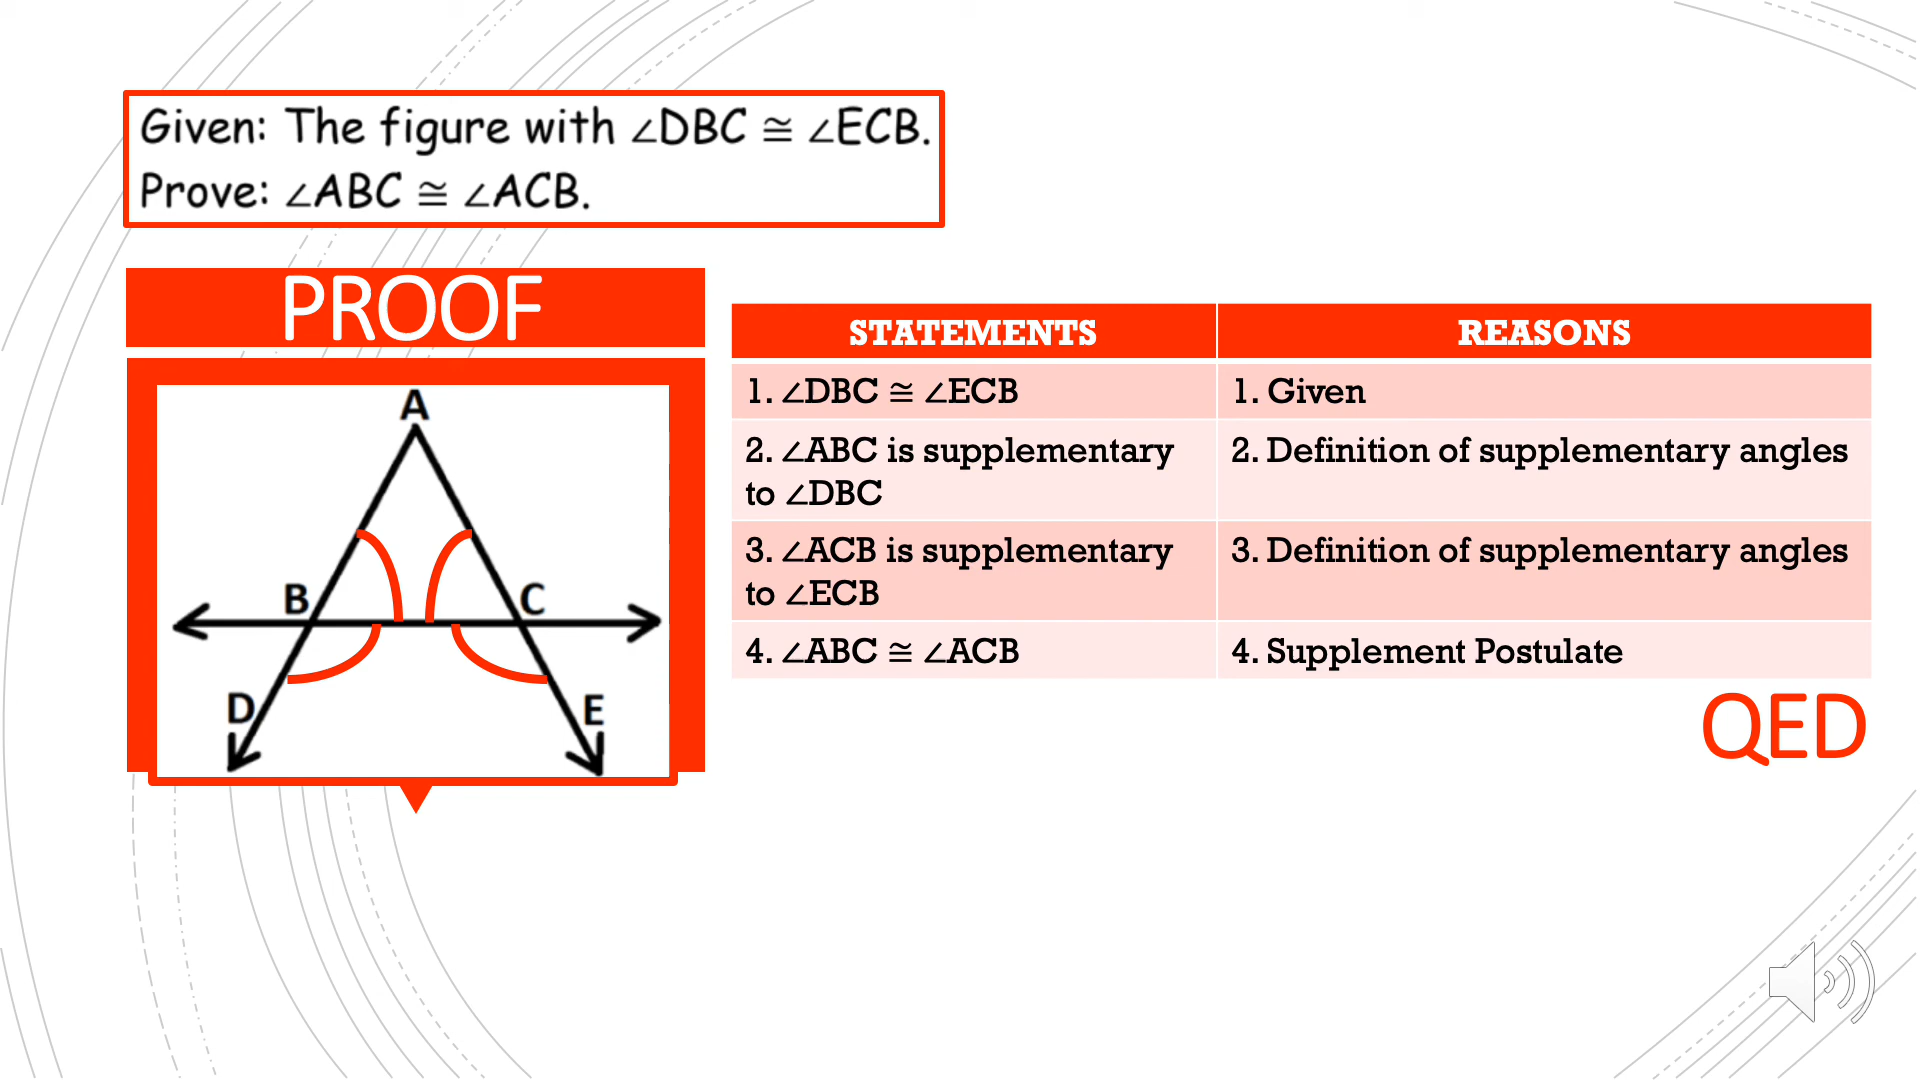 Given: The figure with ∠DBC ≅ ∠ECB.
Prove: ∠ABC ≅ ∠ACB.
PROOF
A
B
C
D
E
STATEMENTS
REASONS
1. ∠DBC ≅ ∠ECB
1. Given
2. ∠ABC is supplementary
to ∠DBC
2. Definition of supplementary angles
3. ∠ACB is supplementary
to ∠ECB
3. Definition of supplementary angles
4. ∠ABC ≅ ∠ACB
4. Supplement Postulate
QED